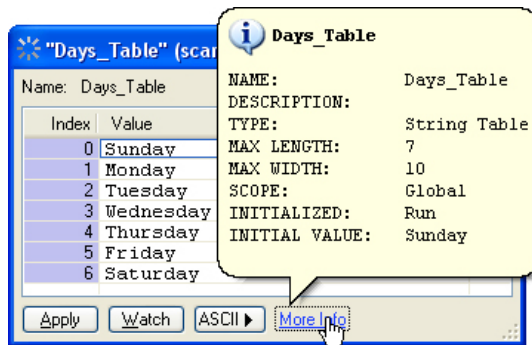 "Days_Table" (scan
Name: Days_Table
Index Value
0 Sunday
1 Monday
2 Tuesday
3 Wednesday
4 Thursday
5 Friday
6 Saturday
Apply Watch ASCII More Info
Days_Table
NAME: Days_Table
DESCRIPTION:
TYPE: String Table
MAX LENGTH: 7
MAX WIDTH: 10
SCOPE: Global
INITIALIZED: Run
INITIAL VALUE: Sunday